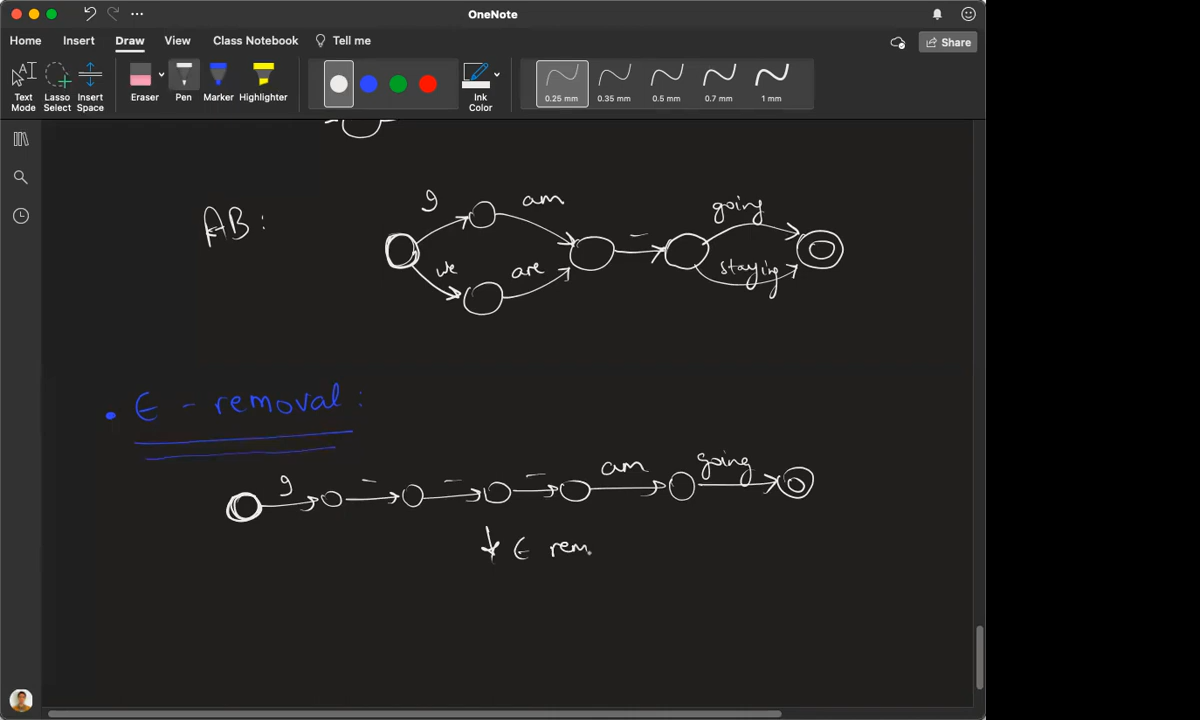 OneNote
Home Insert Draw View Class Notebook Tell me
Share
Text Mode
Lasso Select
Insert Space
Eraser
Pen
Marker
Highlighter
Ink Color
0.25 mm 0.35 mm 0.5 mm 0.7 mm 1 mm
I am going
AB: –
we are staying
• ϵ - removal:
I – – – am going
↓ ϵ rem